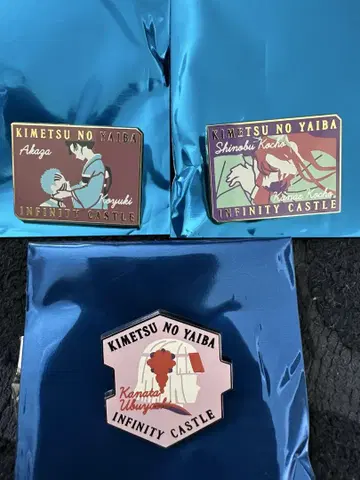 KIMETSU NO YAIBA
Akaza
Koyuki
INFINITY CASTLE
KIMETSU NO YAIBA
Shinobu Kocho
Kanae Kocho
INFINITY CASTLE
KIMETSU NO YAIBA
Kanata
Ubuyashiki
INFINITY CASTLE